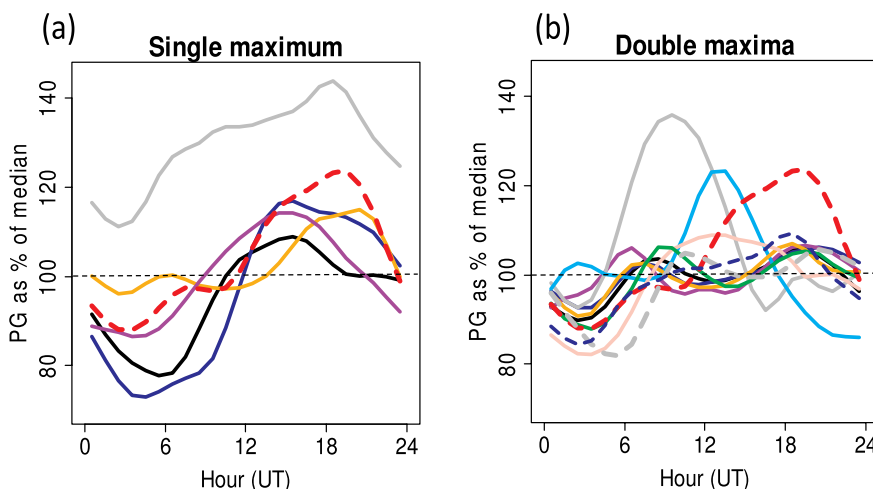 (a)
Single maximum
PG as % of median
140
120
100
80
0 6 12 18 24
Hour (UT)
(b)
Double maxima
PG as % of median
140
120
100
80
0 6 12 18 24
Hour (UT)